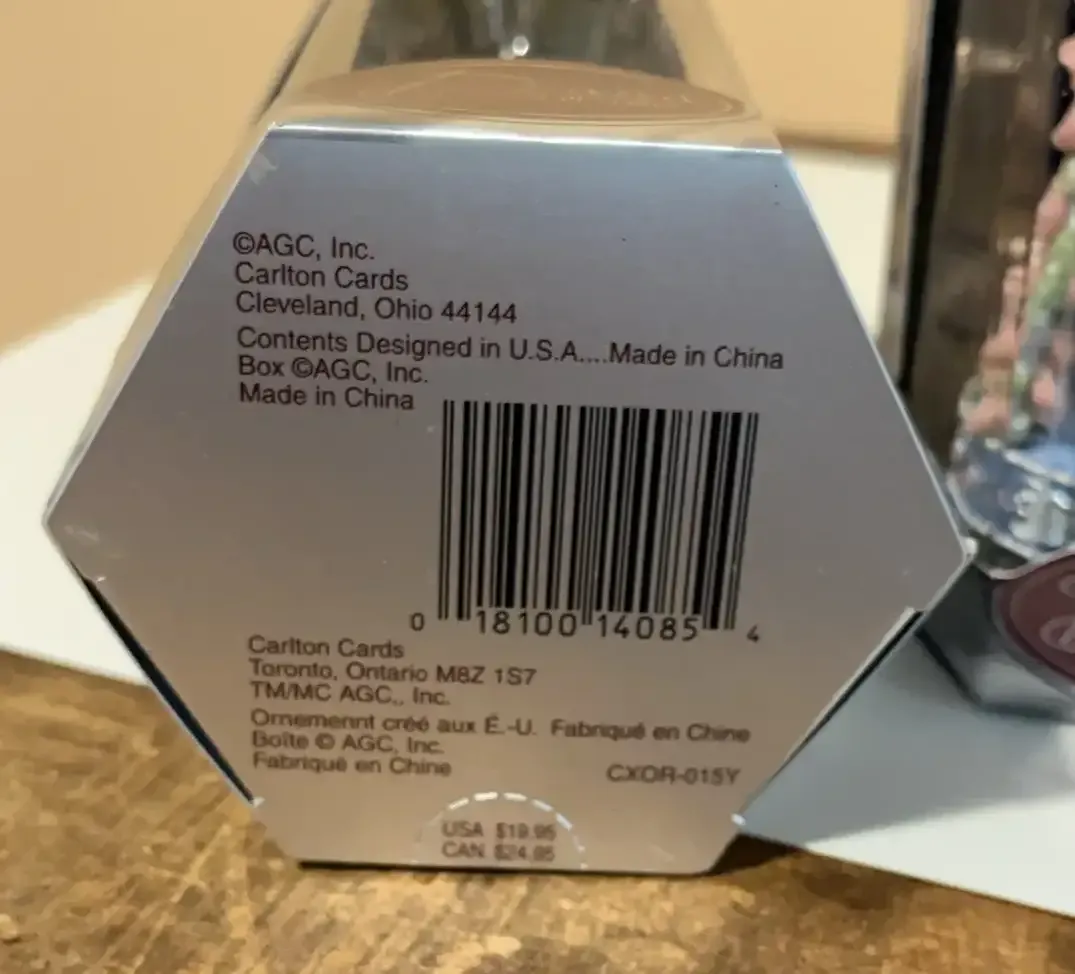 ©AGC, Inc.
Carlton Cards
Cleveland, Ohio 44144
Contents Designed in U.S.A....Made in China
Box ©AGC, Inc.
Made in China
0 18100 14085 4
Carlton Cards
Toronto, Ontario M8Z 1S7
TM/MC AGC., Inc.
Ornemennt créé aux É.-U. Fabriqué en Chine
Boîte © AGC, Inc.
Fabriqué en Chine
CXOR-015Y
USA $19.95
CAN $24.95